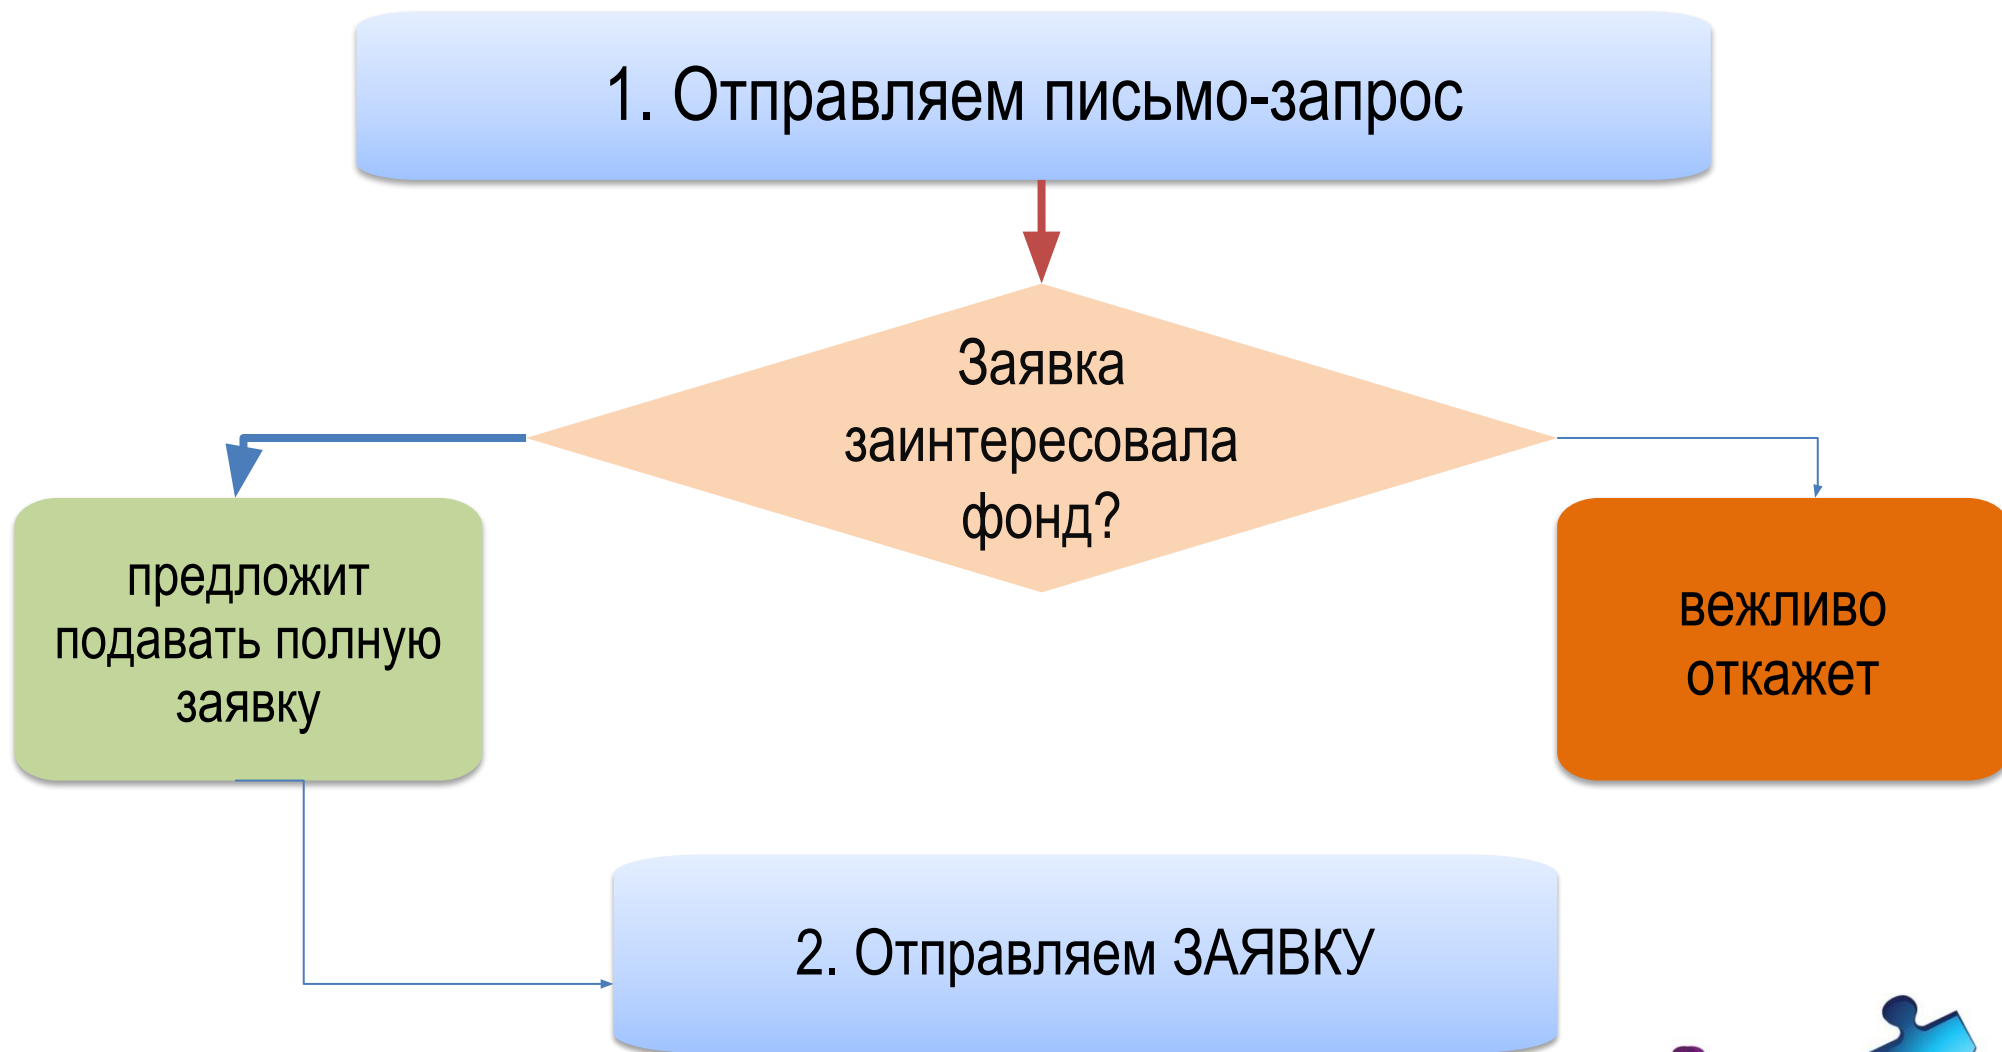 1. Отправляем письмо-запрос
Заявка
заинтересовала
фонд?
предложит
подавать полную
заявку
вежливо
откажет
2. Отправляем ЗАЯВКУ